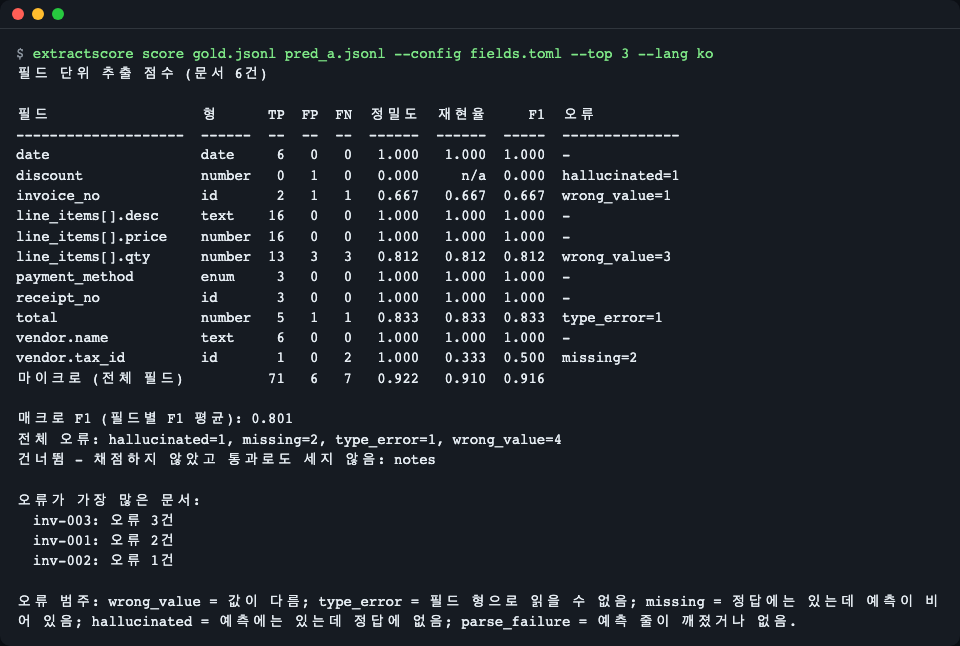 $ extractscore score gold.jsonl pred_a.jsonl --config fields.toml --top 3 --lang ko
필드 단위 추출 점수 (문서 6건)
필드 형 TP FP FN 정밀도 재현율 F1 오류
-------------------- ------ -- -- -- ------ ------ ----- --------------
date date 6 0 0 1.000 1.000 1.000 -
discount number 0 1 0 0.000 n/a 0.000 hallucinated=1
invoice_no id 2 1 1 0.667 0.667 0.667 wrong_value=1
line_items[].desc text 16 0 0 1.000 1.000 1.000 -
line_items[].price number 16 0 0 1.000 1.000 1.000 -
line_items[].qty number 13 3 3 0.812 0.812 0.812 wrong_value=3
payment_method enum 3 0 0 1.000 1.000 1.000 -
receipt_no id 3 0 0 1.000 1.000 1.000 -
total number 5 1 1 0.833 0.833 0.833 type_error=1
vendor.name text 6 0 0 1.000 1.000 1.000 -
vendor.tax_id id 1 0 2 1.000 0.333 0.500 missing=2
마이크로 (전체 필드) 71 6 7 0.922 0.910 0.916
매크로 F1 (필드별 F1 평균): 0.801
전체 오류: hallucinated=1, missing=2, type_error=1, wrong_value=4
건너뜀 - 채점하지 않았고 통과로도 세지 않음: notes
오류가 가장 많은 문서:
inv-003: 오류 3건
inv-001: 오류 2건
inv-002: 오류 1건
오류 범주: wrong_value = 값이 다름; type_error = 필드 형으로 읽을 수 없음; missing = 정답에는 있는데 예측이 비
어 있음; hallucinated = 예측에는 있는데 정답에 없음; parse_failure = 예측 줄이 깨졌거나 없음.